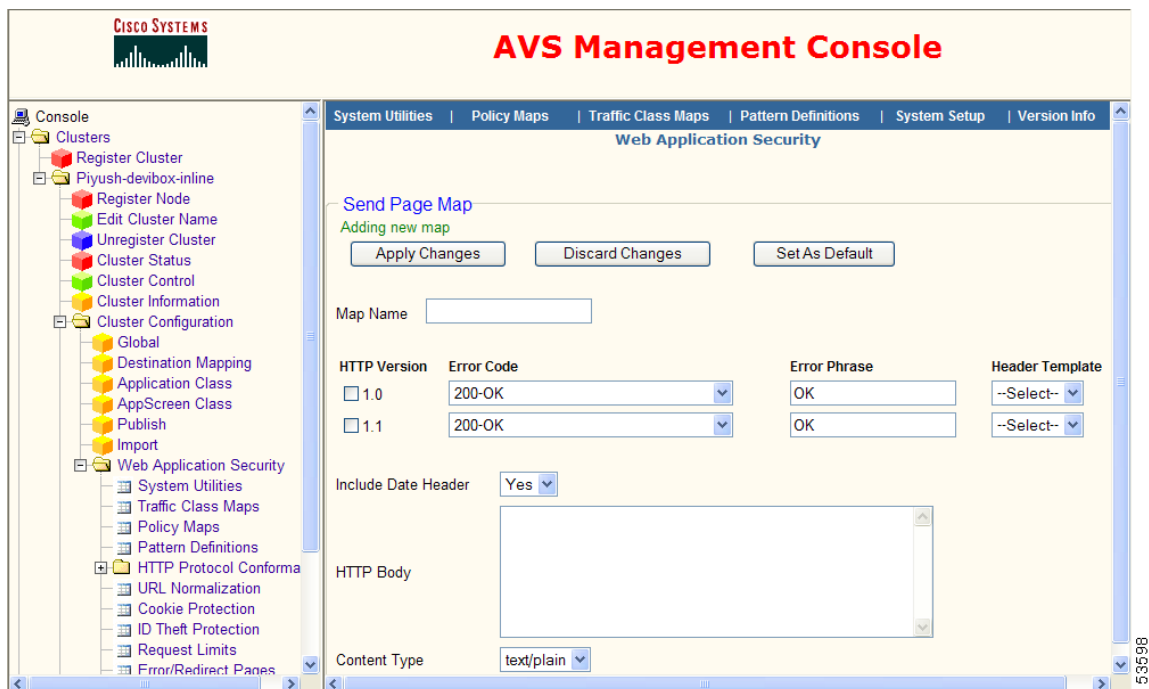 CISCO SYSTEMS
AVS Management Console
Console
Clusters
Register Cluster
Piyush-devibox-inline
Register Node
Edit Cluster Name
Unregister Cluster
Cluster Status
Cluster Control
Cluster Information
Cluster Configuration
Global
Destination Mapping
Application Class
AppScreen Class
Publish
Import
Web Application Security
System Utilities
Traffic Class Maps
Policy Maps
Pattern Definitions
HTTP Protocol Conforma
URL Normalization
Cookie Protection
ID Theft Protection
Request Limits
Error/Redirect Pages
System Utilities | Policy Maps | Traffic Class Maps | Pattern Definitions | System Setup | Version Info
Web Application Security
Send Page Map
Adding new map
Apply Changes Discard Changes Set As Default
Map Name
HTTP Version Error Code Error Phrase Header Template
1.0 200-OK OK --Select--
1.1 200-OK OK --Select--
Include Date Header Yes
HTTP Body
Content Type text/plain
53598